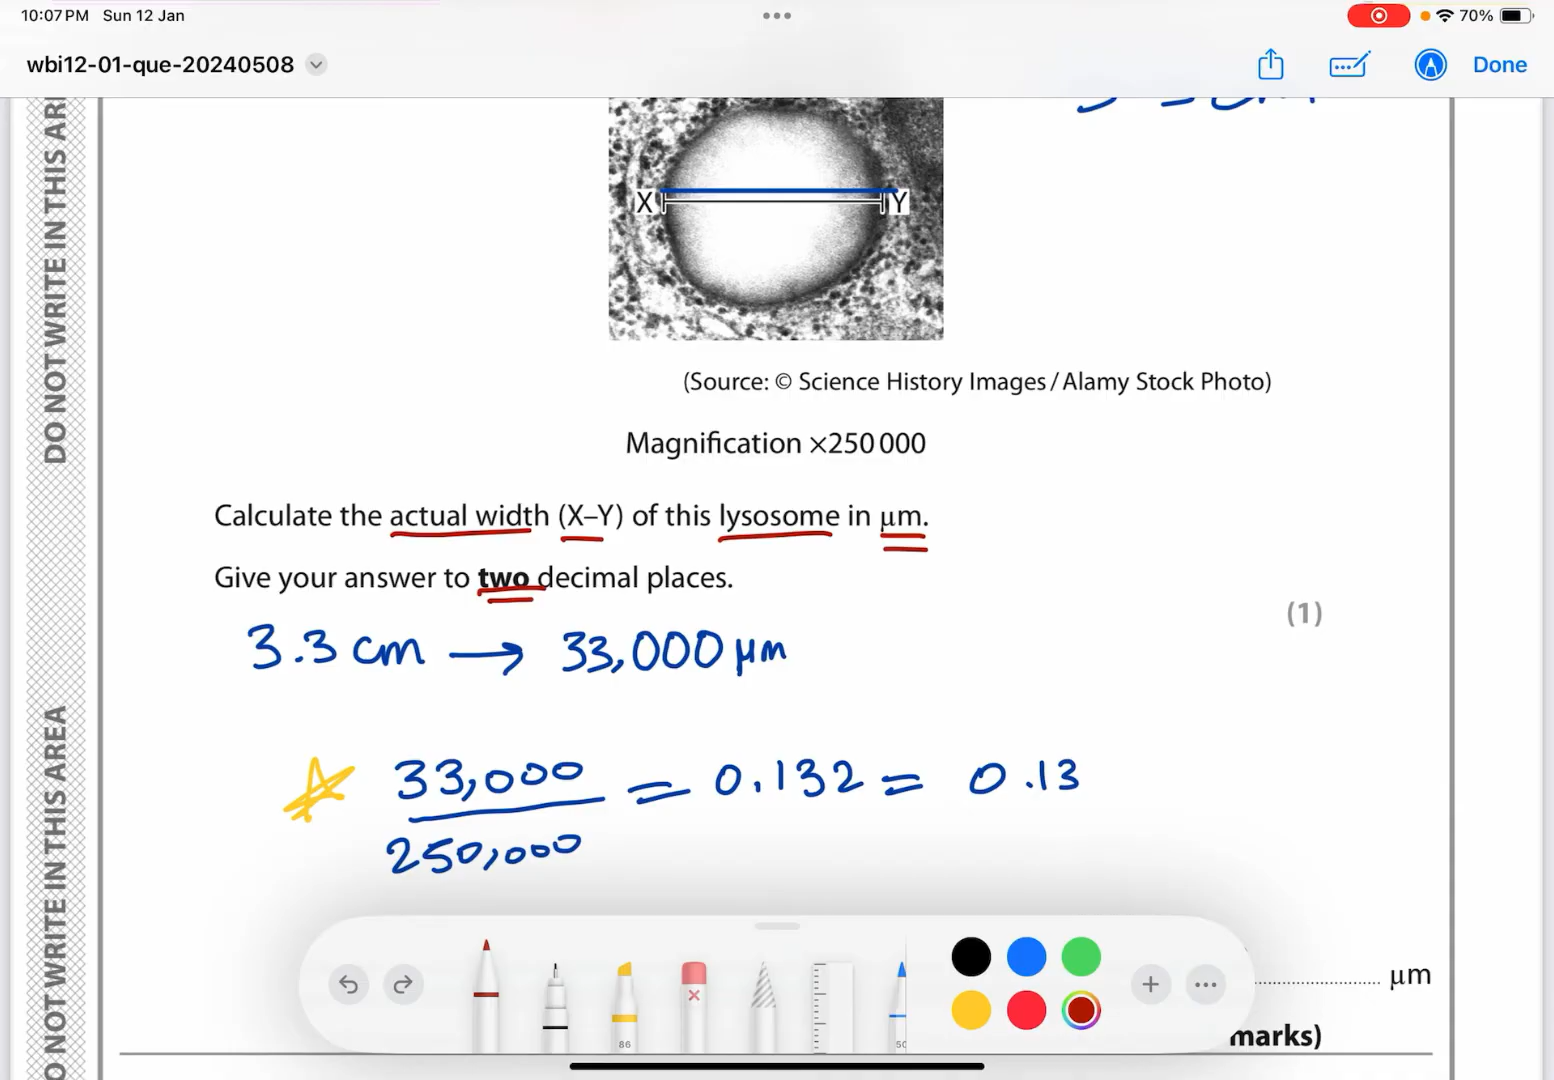 10:07 PM Sun 12 Jan
70%
wbi12-01-que-20240508
Done
DO NOT WRITE IN THIS AR
X
Y
(Source: © Science History Images / Alamy Stock Photo)
Magnification ×250 000
Calculate the actual width (X–Y) of this lysosome in μm.
Give your answer to two decimal places.
(1)
3.3 cm → 33,000 μm
33,000
250,000
= 0.132 = 0.13
O NOT WRITE IN THIS AREA
86
50
μm
marks)